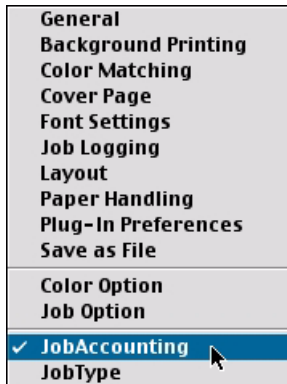 General
Background Printing
Color Matching
Cover Page
Font Settings
Job Logging
Layout
Paper Handling
Plug-In Preferences
Save as File
Color Option
Job Option
✓ JobAccounting
JobType